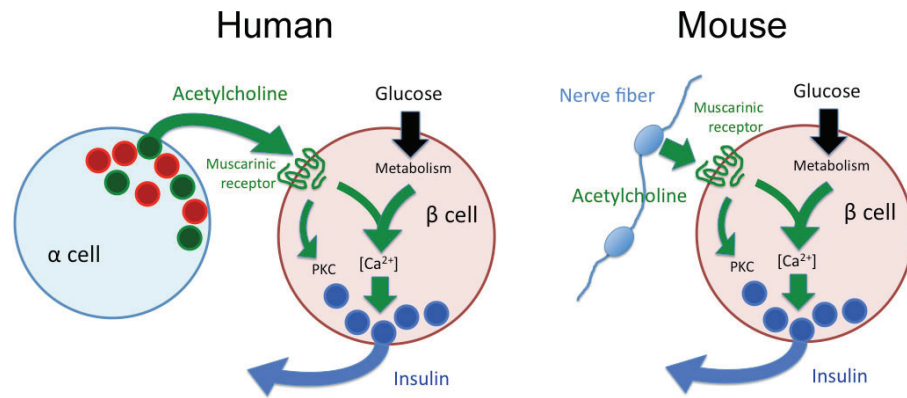 Human
Acetylcholine
Glucose
Muscarinic
receptor
Metabolism
α cell
β cell
PKC
[Ca²⁺]
Insulin
Mouse
Nerve fiber
Glucose
Muscarinic
receptor
Metabolism
Acetylcholine
β cell
PKC
[Ca²⁺]
Insulin